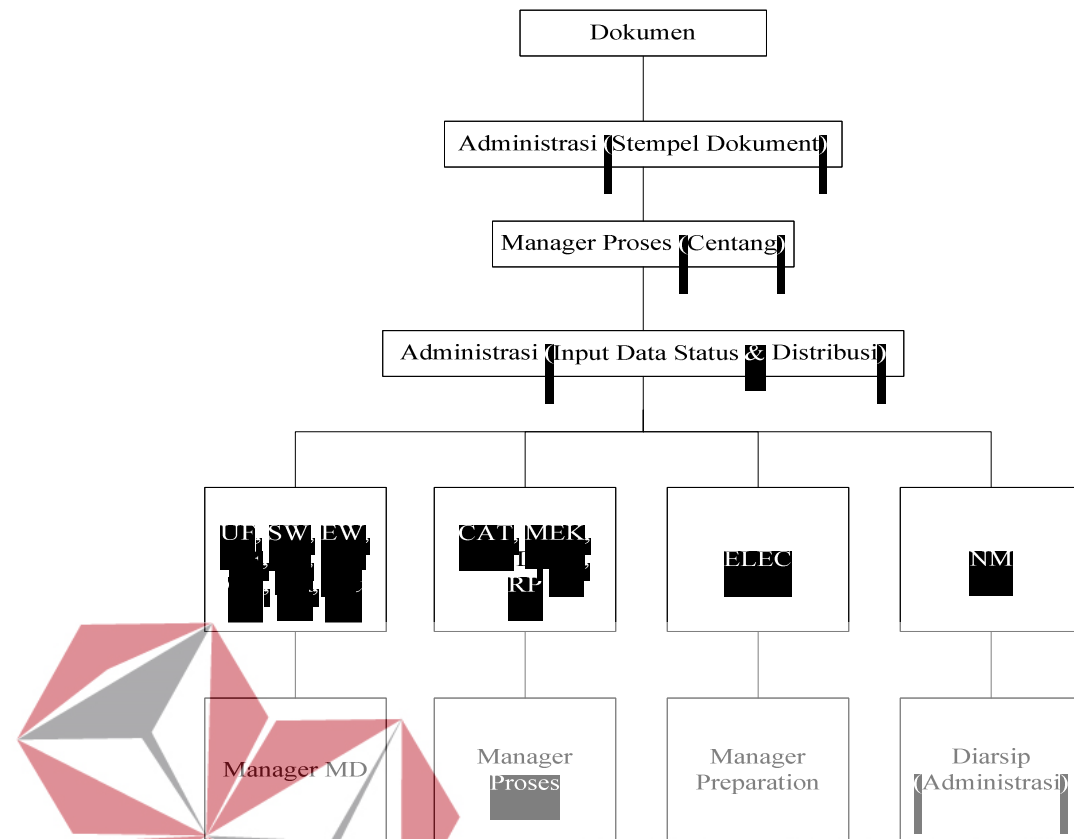 Dokumen
Administrasi (Stempel Dokument)
Manager Proses (Centang)
Administrasi (Input Data Status & Distribusi)
UF, SW, EW,
CAT, MEK,
RP
ELEC
NM
Manager MD
Manager
Proses
Manager
Preparation
Diarsip
(Administrasi)